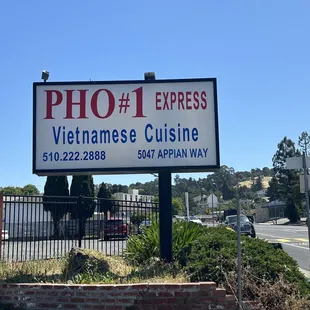 PHO#1 EXPRESS
Vietnamese Cuisine
510.222.2888 5047 APPIAN WAY